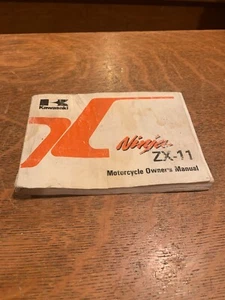 Kawasaki
Ninja
ZX-11
Motorcycle Owner's Manual